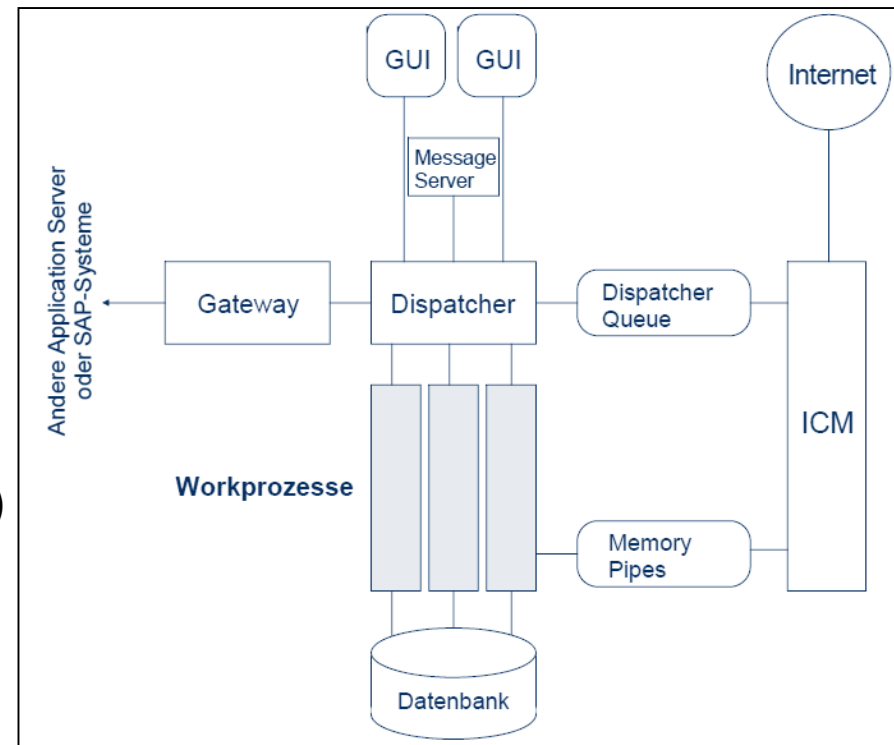 GUI
GUI
Internet
Message
Server
Andere Application Server
oder SAP-Systeme
Gateway
Dispatcher
Dispatcher
Queue
ICM
Workprozesse
)
Memory
Pipes
Datenbank